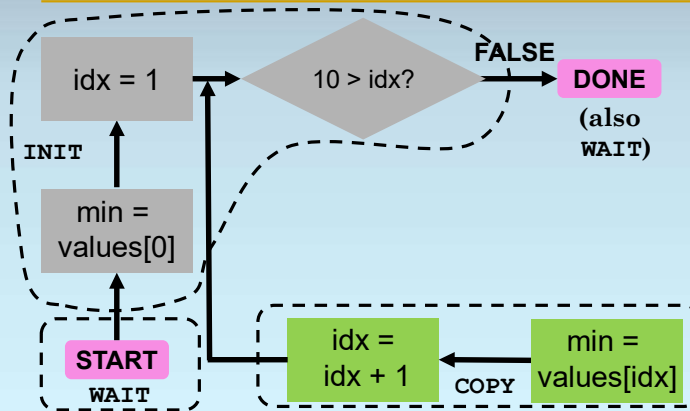 idx = 1
10 > idx?
FALSE
DONE
(also
WAIT)
INIT
min =
values[0]
START
WAIT
idx =
idx + 1
COPY
min =
values[idx]